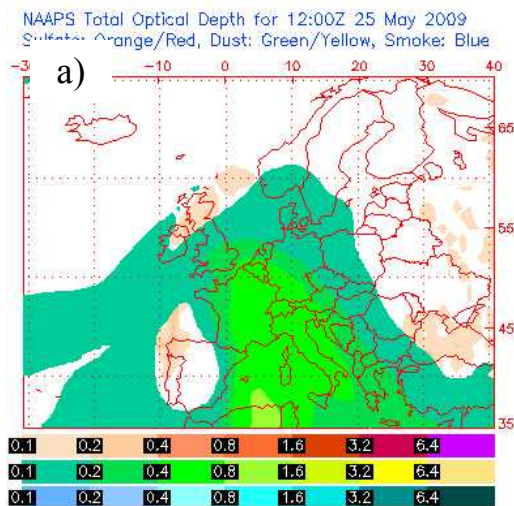 NAAPS Total Optical Depth for 12:00Z 25 May 2009
Sulfate: Orange/Red, Dust: Green/Yellow, Smoke: Blue
a)
-30 -20 -10 0 10 20 30 40
65
55
45
35
0.1 0.2 0.4 0.8 1.6 3.2 6.4
0.1 0.2 0.4 0.8 1.6 3.2 6.4
0.1 0.2 0.4 0.8 1.6 3.2 6.4